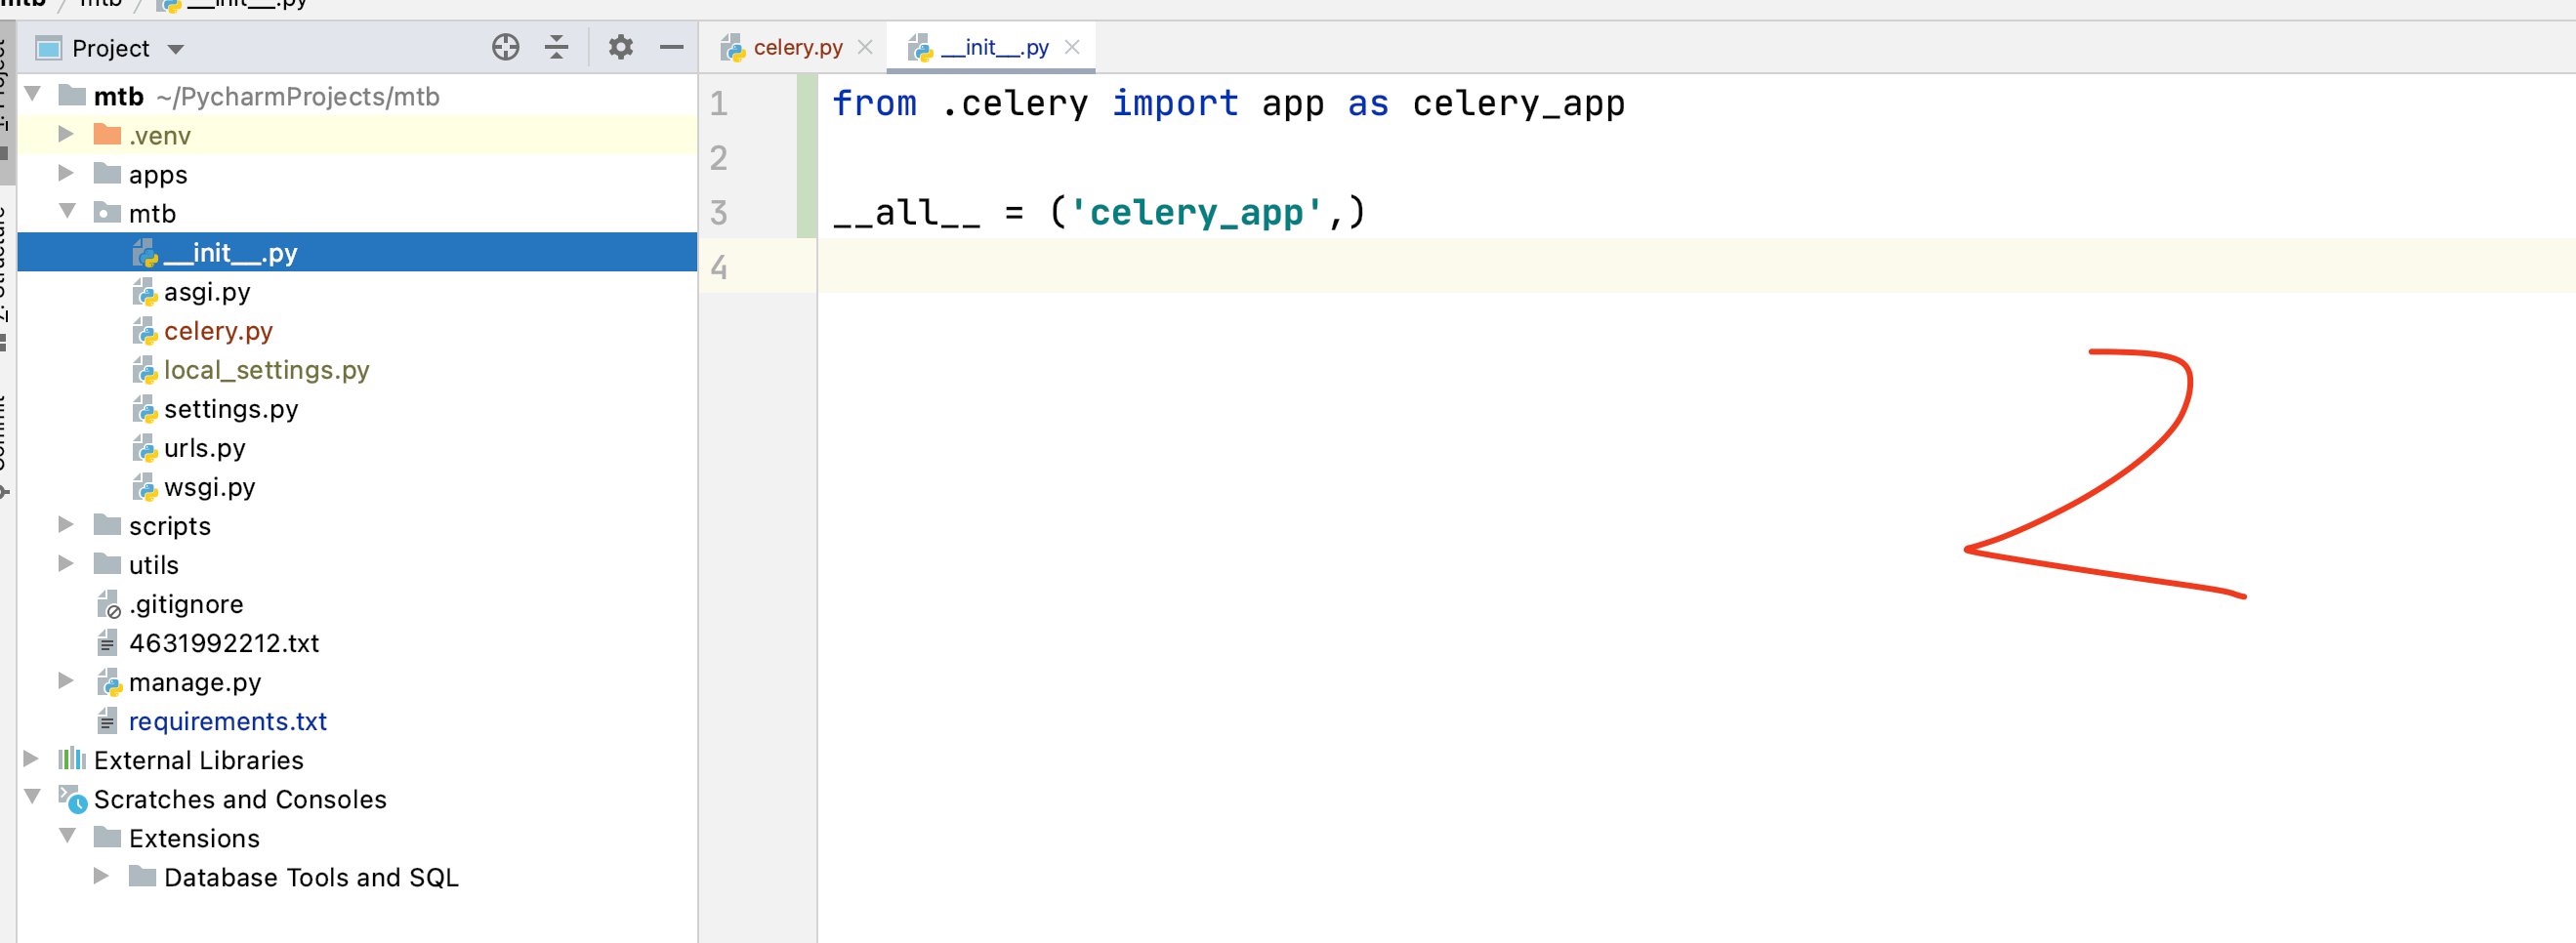 mtb / mtb / __init__.py
Project
celery.py
__init__.py
mtb ~/PycharmProjects/mtb
.venv
apps
mtb
__init__.py
asgi.py
celery.py
local_settings.py
settings.py
urls.py
wsgi.py
scripts
utils
.gitignore
4631992212.txt
manage.py
requirements.txt
External Libraries
Scratches and Consoles
Extensions
Database Tools and SQL
1 from .celery import app as celery_app
2
3 __all__ = ('celery_app',)
4
2
1: Project
Z: Structure
Commit